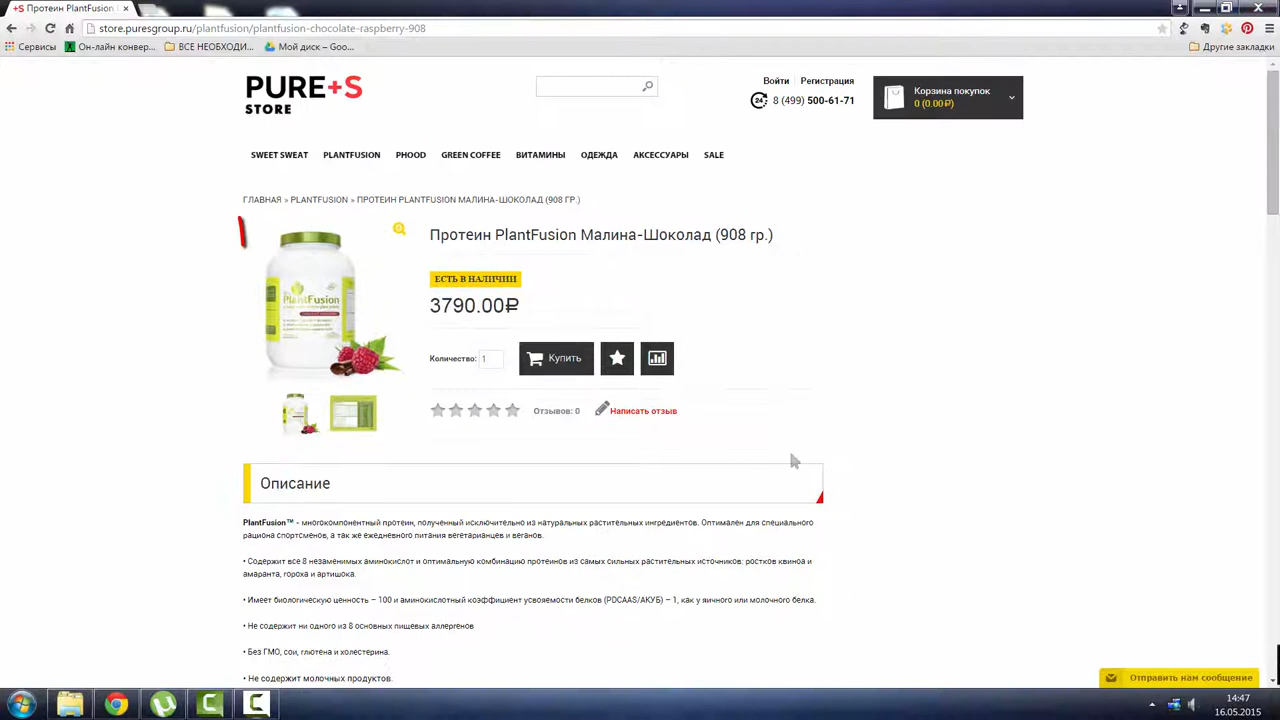 +S Протеин PlantFusion
store.puresgroup.ru/plantfusion/plantfusion-chocolate-raspberry-908
Сервисы Он-лайн конвер... ВСЕ НЕОБХОДИ... Мой диск – Goo... Другие закладки
PURE+S
STORE
Войти Регистрация
24 8 (499) 500-61-71
Корзина покупок
0 (0.00₽)
SWEET SWEAT PLANTFUSION PHOOD GREEN COFFEE ВИТАМИНЫ ОДЕЖДА АКСЕССУАРЫ SALE
ГЛАВНАЯ » PLANTFUSION » ПРОТЕИН PLANTFUSION МАЛИНА-ШОКОЛАД (908 ГР.)
Протеин PlantFusion Малина-Шоколад (908 гр.)
ЕСТЬ В НАЛИЧИИ
3790.00₽
PlantFusion
Количество: 1 Купить
Отзывов: 0 Написать отзыв
Описание
PlantFusion™ - многокомпонентный протеин, полученный исключительно из натуральных растительных ингредиентов. Оптимален для специального
рациона спортсменов, а так же ежедневного питания вегетарианцев и веганов.
• Содержит все 8 незаменимых аминокислот и оптимальную комбинацию протеинов из самых сильных растительных источников: ростков квиноа и
амаранта, гороха и артишока.
• Имеет биологическую ценность – 100 и аминокислотный коэффициент усвояемости белков (PDCAAS/АКУБ) – 1, как у яичного или молочного белка.
• Не содержит ни одного из 8 основных пищевых аллергенов
• Без ГМО, сои, глютена и холестерина.
• Не содержит молочных продуктов.
Отправить нам сообщение
14:47
16.05.2015